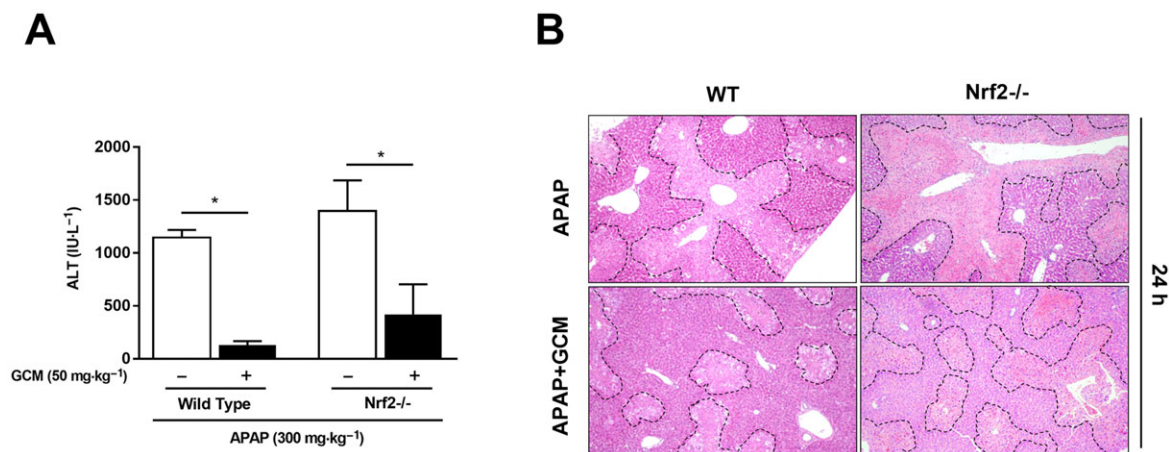 A
2000
1500
1000
500
0
ALT (IU·L⁻¹)
*
*
GCM (50 mg·kg⁻¹) – + – +
Wild Type Nrf2-/-
APAP (300 mg·kg⁻¹)
B
WT Nrf2-/-
APAP
APAP+GCM
24 h